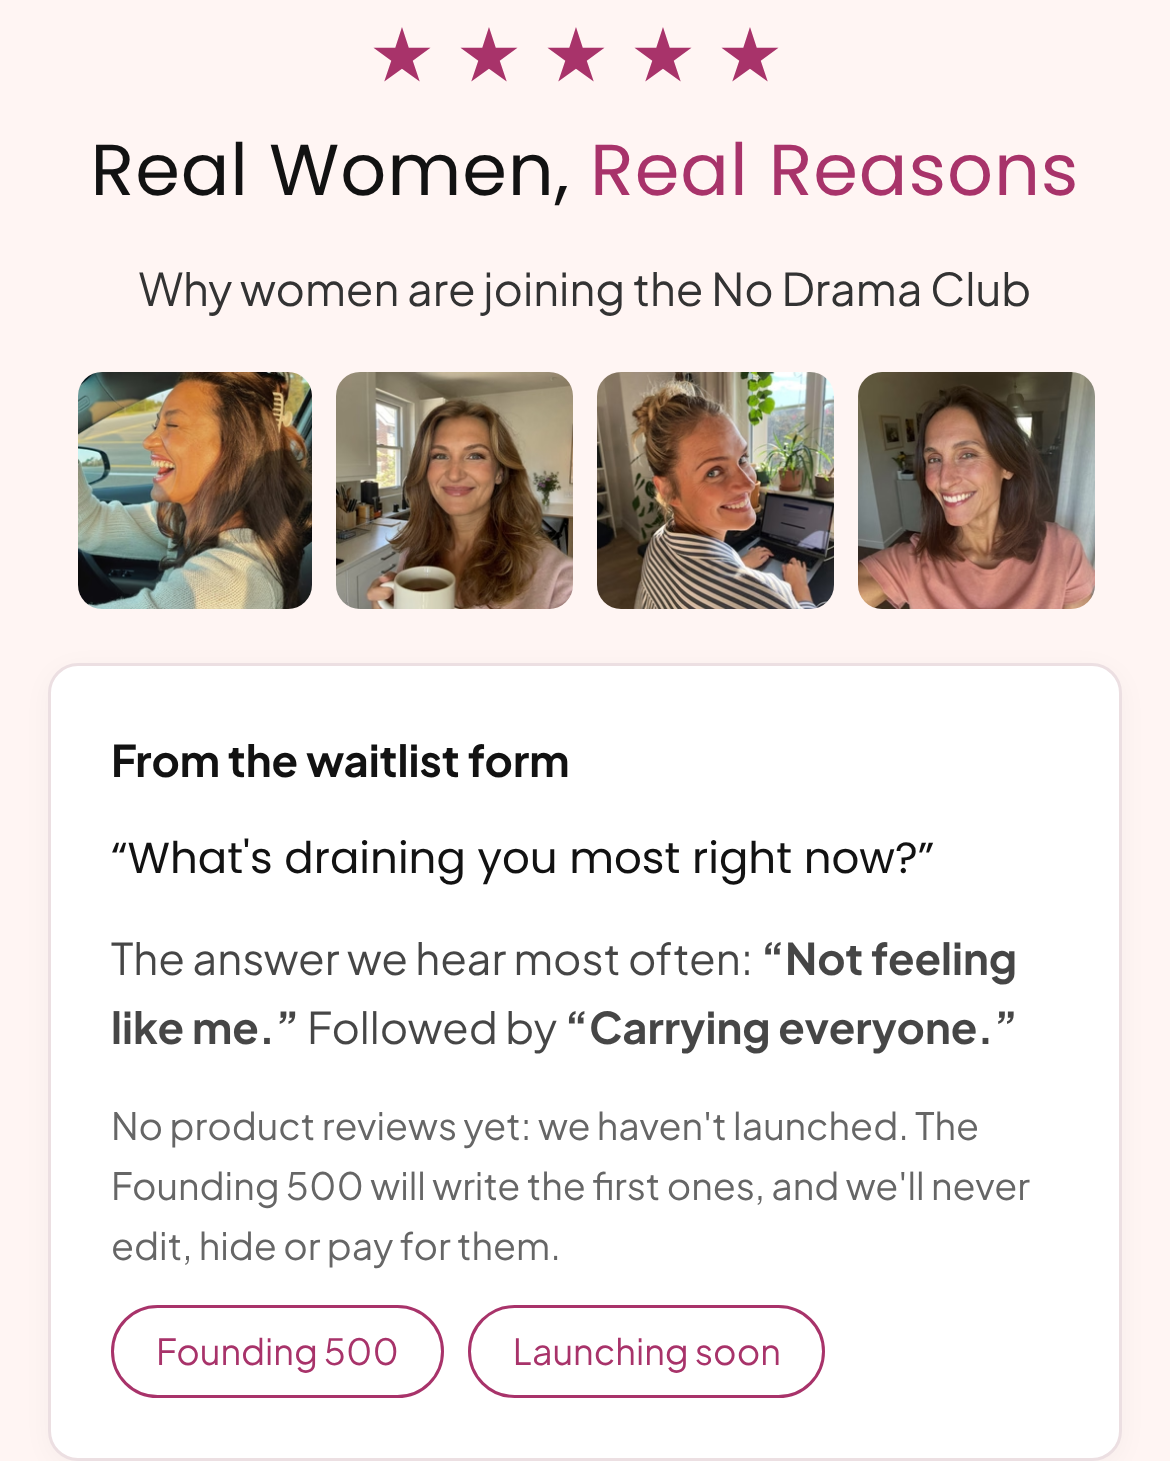 Real Women, Real Reasons
Why women are joining the No Drama Club
From the waitlist form
“What's draining you most right now?”
The answer we hear most often: “Not feeling
like me.” Followed by “Carrying everyone.”
No product reviews yet: we haven't launched. The
Founding 500 will write the first ones, and we'll never
edit, hide or pay for them.
Founding 500
Launching soon